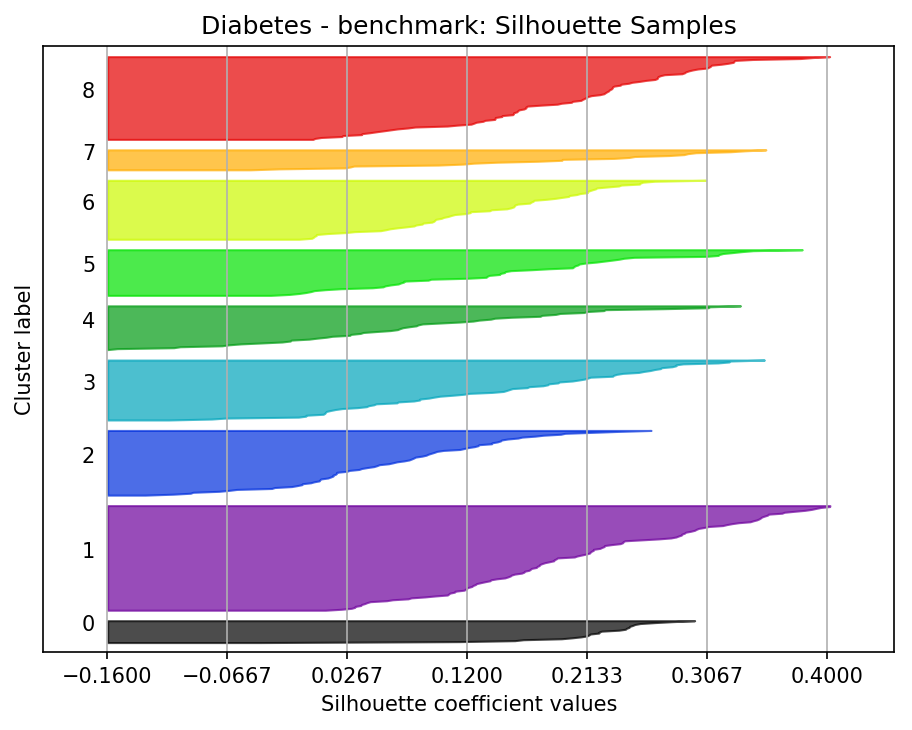 Diabetes - benchmark: Silhouette Samples
8
7
6
5
4
3
2
1
0
Cluster label
−0.1600 −0.0667 0.0267 0.1200 0.2133 0.3067 0.4000
Silhouette coefficient values